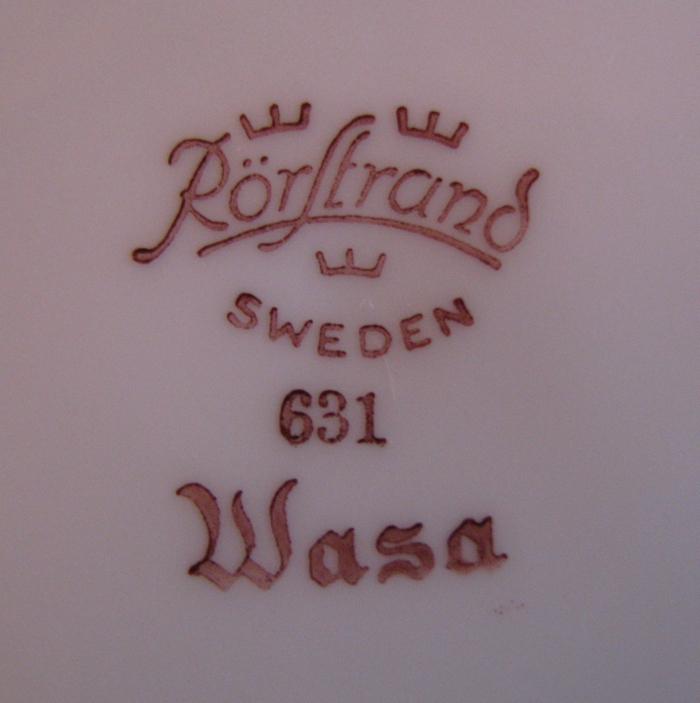 Rörstrand
SWEDEN
631
Wasa